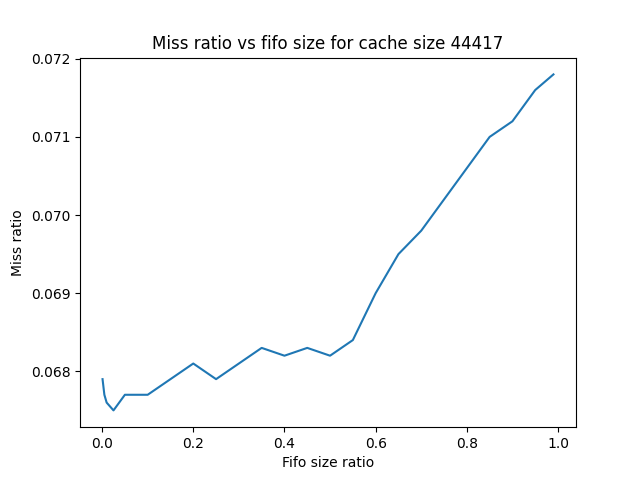 Miss ratio vs fifo size for cache size 44417
0.072
0.071
0.070
0.069
0.068
Miss ratio
0.0 0.2 0.4 0.6 0.8 1.0
Fifo size ratio